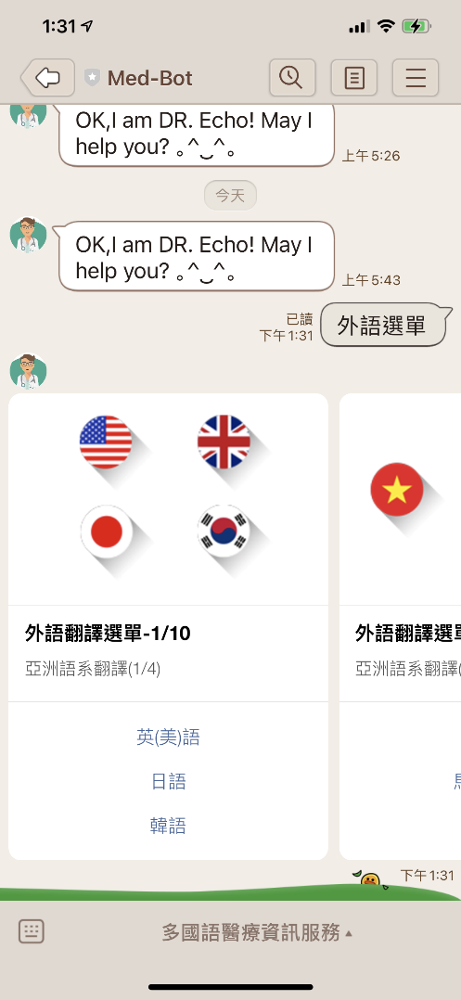 1:31
Med-Bot
OK,I am DR. Echo! May I
help you? ｡^‿^｡
上午 5:26
今天
OK,I am DR. Echo! May I
help you? ｡^‿^｡
上午 5:43
已讀
下午 1:31
外語選單
外語翻譯選單-1/10
亞洲語系翻譯(1/4)
英(美)語
日語
韓語
外語翻譯選單
亞洲語系翻譯(
下午 1:31
多國語醫療資訊服務 ▴